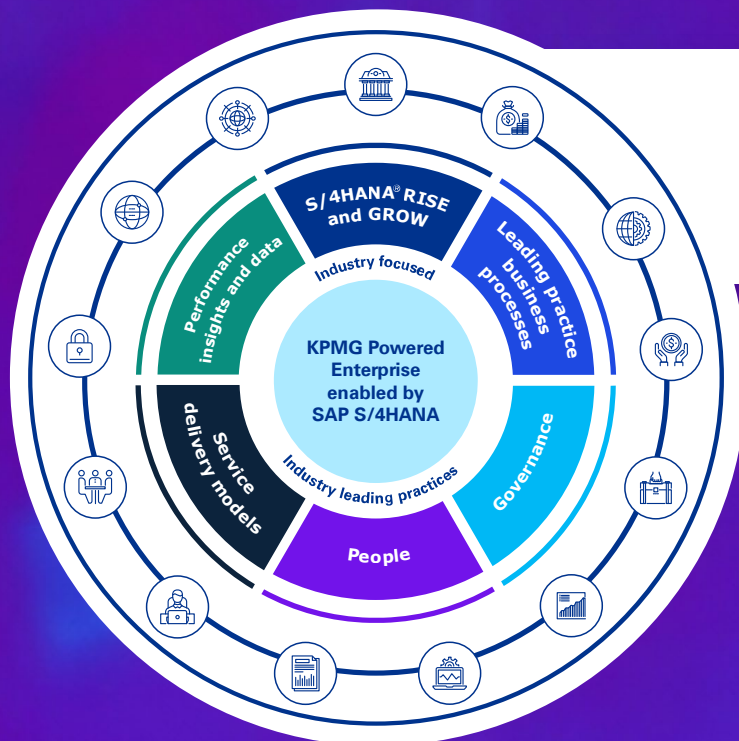 S/4HANA® RISE
and GROW
Leading practice
business
processes
Governance
People
Service
delivery models
Performance
insights and data
Industry focused
KPMG Powered
Enterprise
enabled by
SAP S/4HANA
Industry leading practices